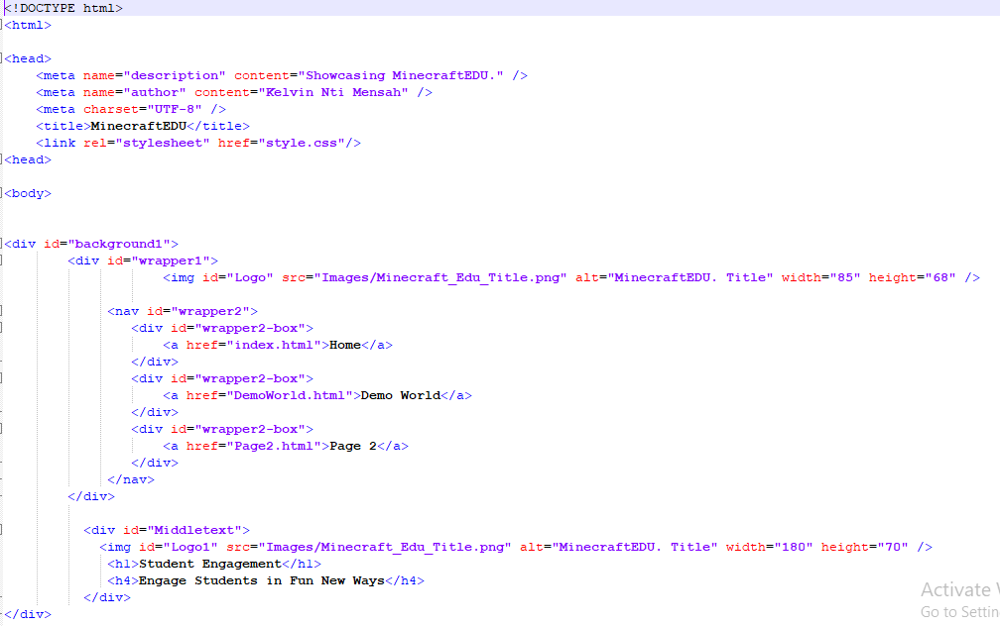 <!DOCTYPE html>
<html>
<head>
<meta name="description" content="Showcasing MinecraftEDU." />
<meta name="author" content="Kelvin Nti Mensah" />
<meta charset="UTF-8" />
<title>MinecraftEDU</title>
<link rel="stylesheet" href="style.css"/>
<head>
<body>
<div id="background1">
<div id="wrapper1">
<img id="Logo" src="Images/Minecraft_Edu_Title.png" alt="MinecraftEDU. Title" width="85" height="68" />
<nav id="wrapper2">
<div id="wrapper2-box">
<a href="index.html">Home</a>
</div>
<div id="wrapper2-box">
<a href="DemoWorld.html">Demo World</a>
</div>
<div id="wrapper2-box">
<a href="Page2.html">Page 2</a>
</div>
</nav>
</div>
<div id="Middletext">
<img id="Logo1" src="Images/Minecraft_Edu_Title.png" alt="MinecraftEDU. Title" width="180" height="70" />
<h1>Student Engagement</h1>
<h4>Engage Students in Fun New Ways</h4>
</div>
</div>
Activate
Go to Settin